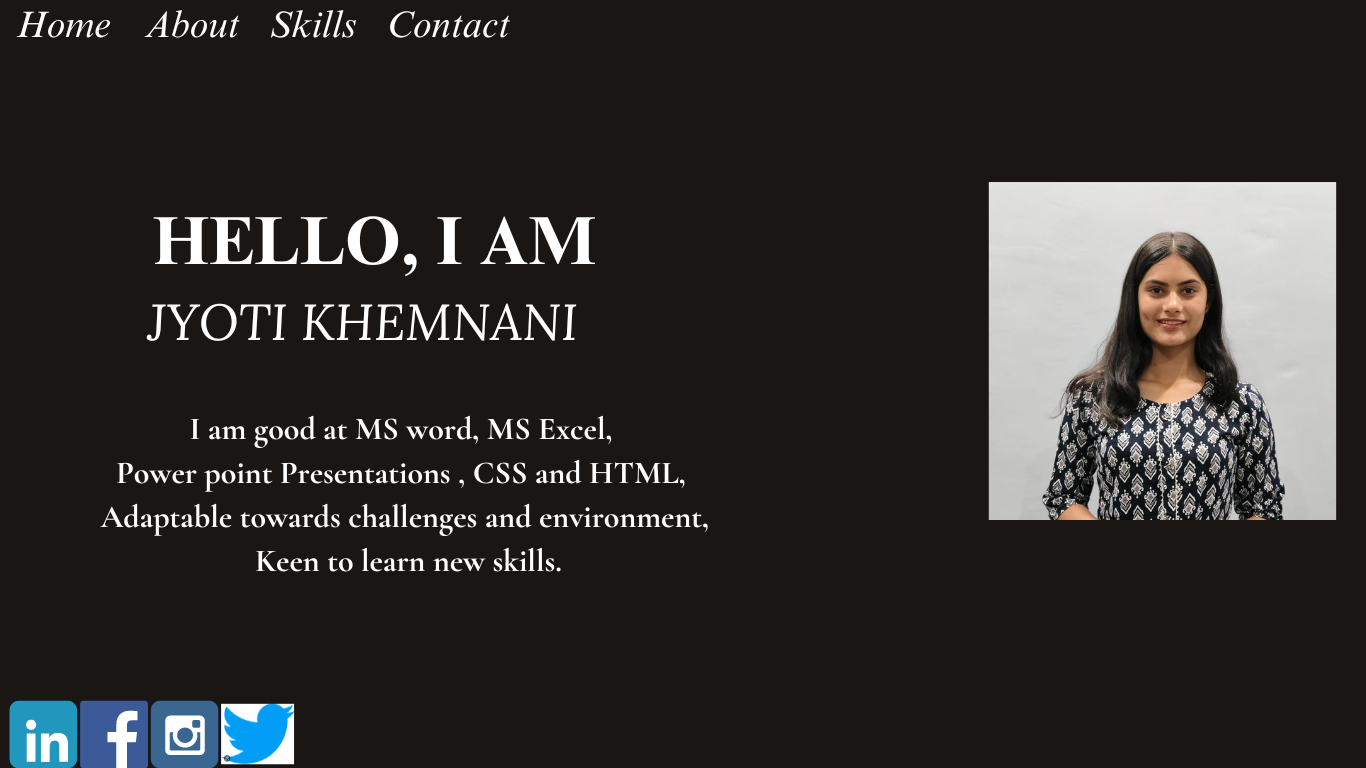 Home About Skills Contact
HELLO, I AM
JYOTI KHEMNANI
I am good at MS word, MS Excel,
Power point Presentations , CSS and HTML,
Adaptable towards challenges and environment,
Keen to learn new skills.
in f